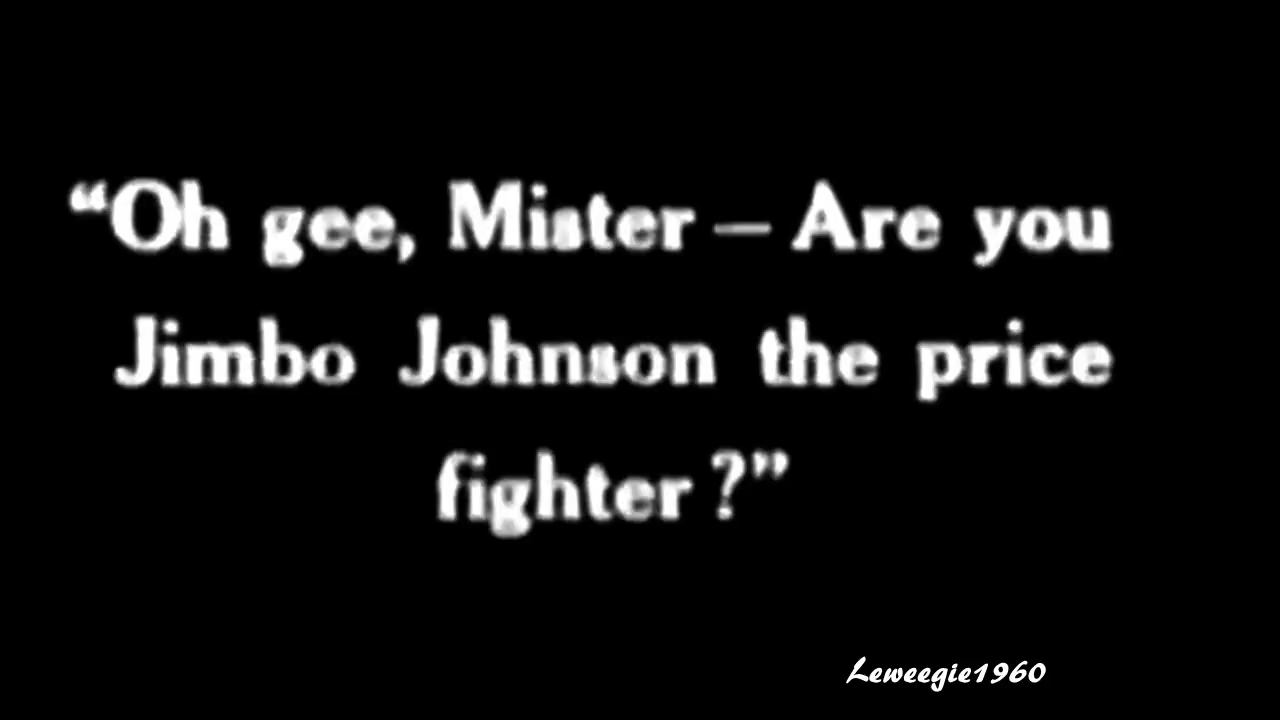 “Oh gee, Mister — Are you
Jimbo Johnson the price
fighter?”
Leweegie1960